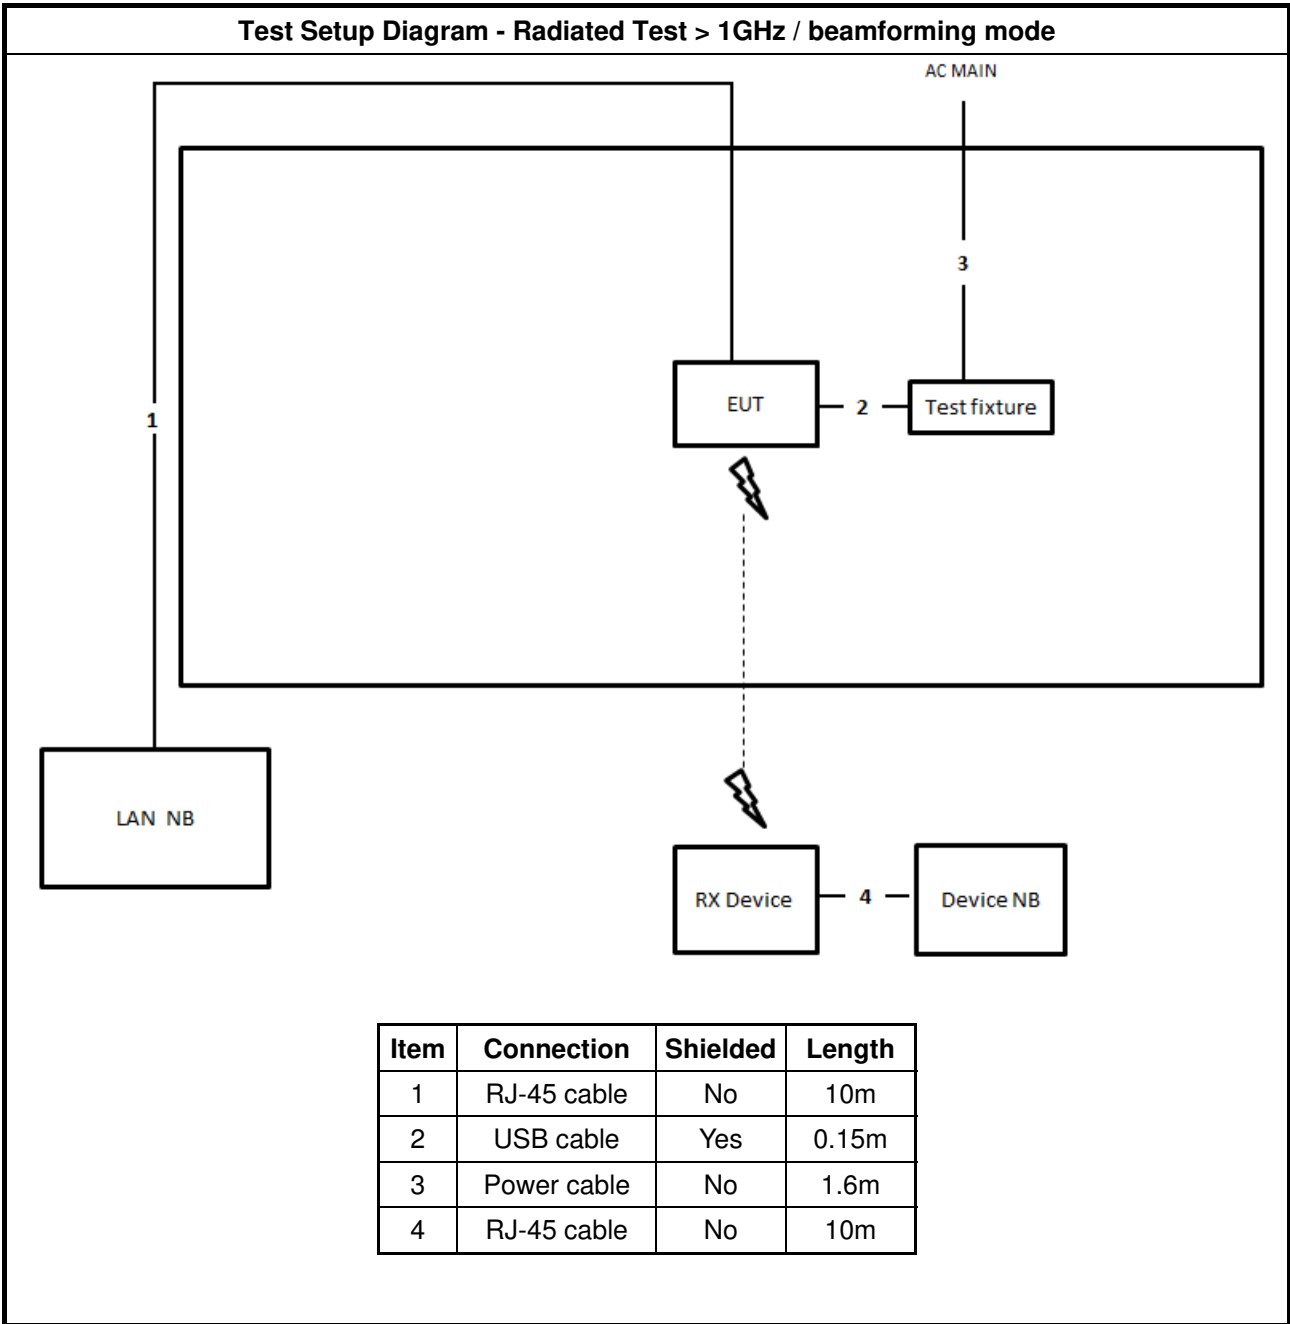 Test Setup Diagram - Radiated Test > 1GHz / beamforming mode
AC MAIN
3
1
EUT
2
Test fixture
LAN NB
RX Device
4
Device NB
Item Connection Shielded Length
1 RJ-45 cable No 10m
2 USB cable Yes 0.15m
3 Power cable No 1.6m
4 RJ-45 cable No 10m